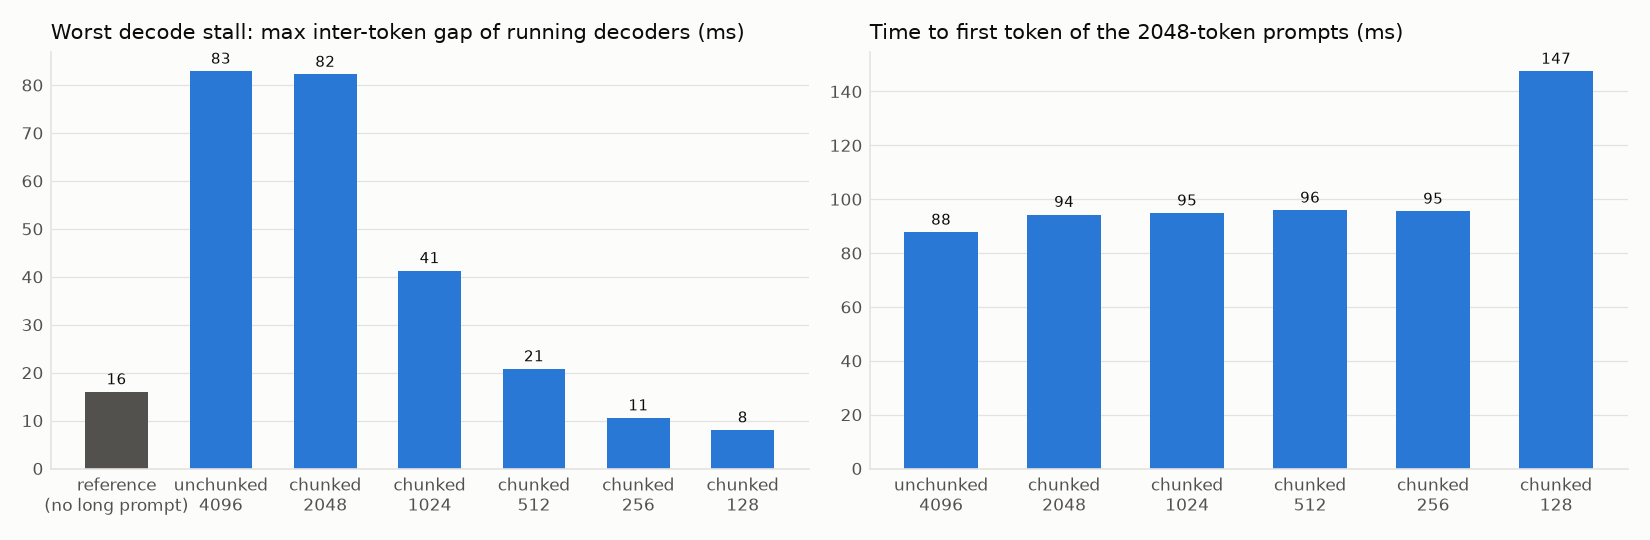 Worst decode stall: max inter-token gap of running decoders (ms)
83
82
80
70
60
50
41
40
30
21
20
16
11
10
8
0
reference
(no long prompt)
unchunked
4096
chunked
2048
chunked
1024
chunked
512
chunked
256
chunked
128
Time to first token of the 2048-token prompts (ms)
147
140
120
100
94
95
96
95
88
80
60
40
20
0
unchunked
4096
chunked
2048
chunked
1024
chunked
512
chunked
256
chunked
128